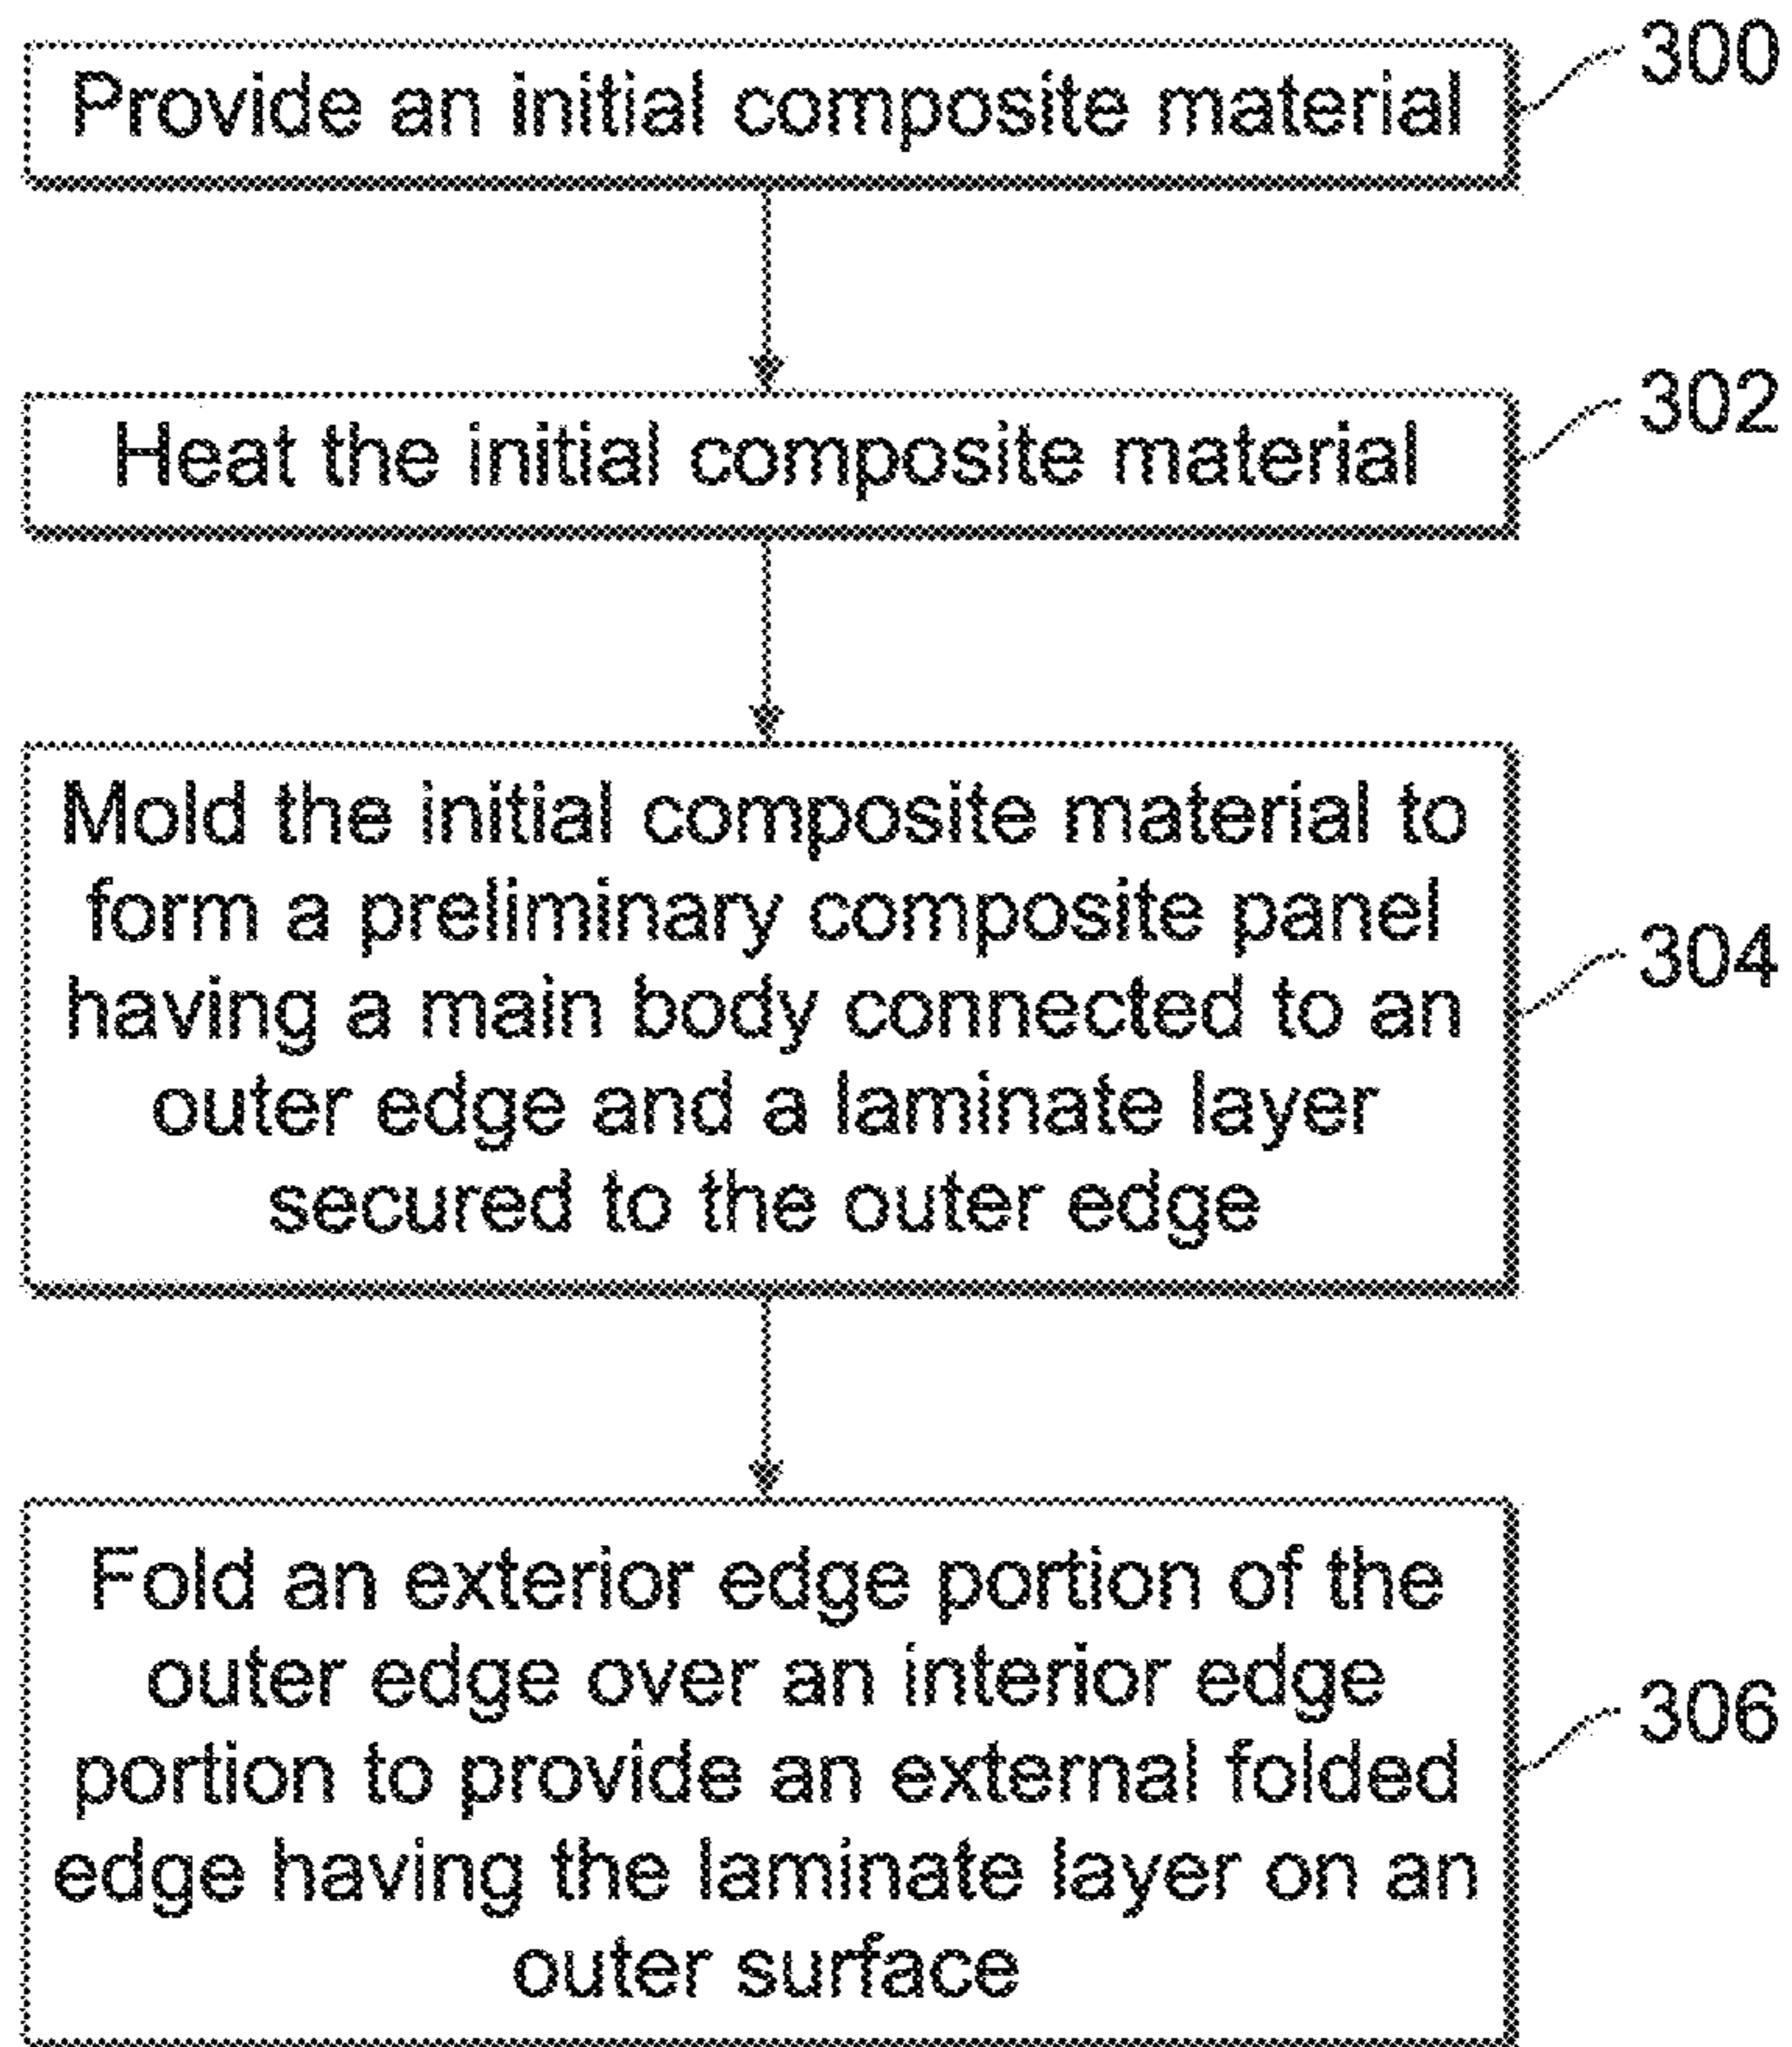 Provide an initial composite material
300
Heat the initial composite material
302
Mold the initial composite material to
form a preliminary composite panel
having a main body connected to an
outer edge and a laminate layer
secured to the outer edge
304
Fold an exterior edge portion of the
outer edge over an interior edge
portion to provide an external folded
edge having the laminate layer on an
outer surface
306